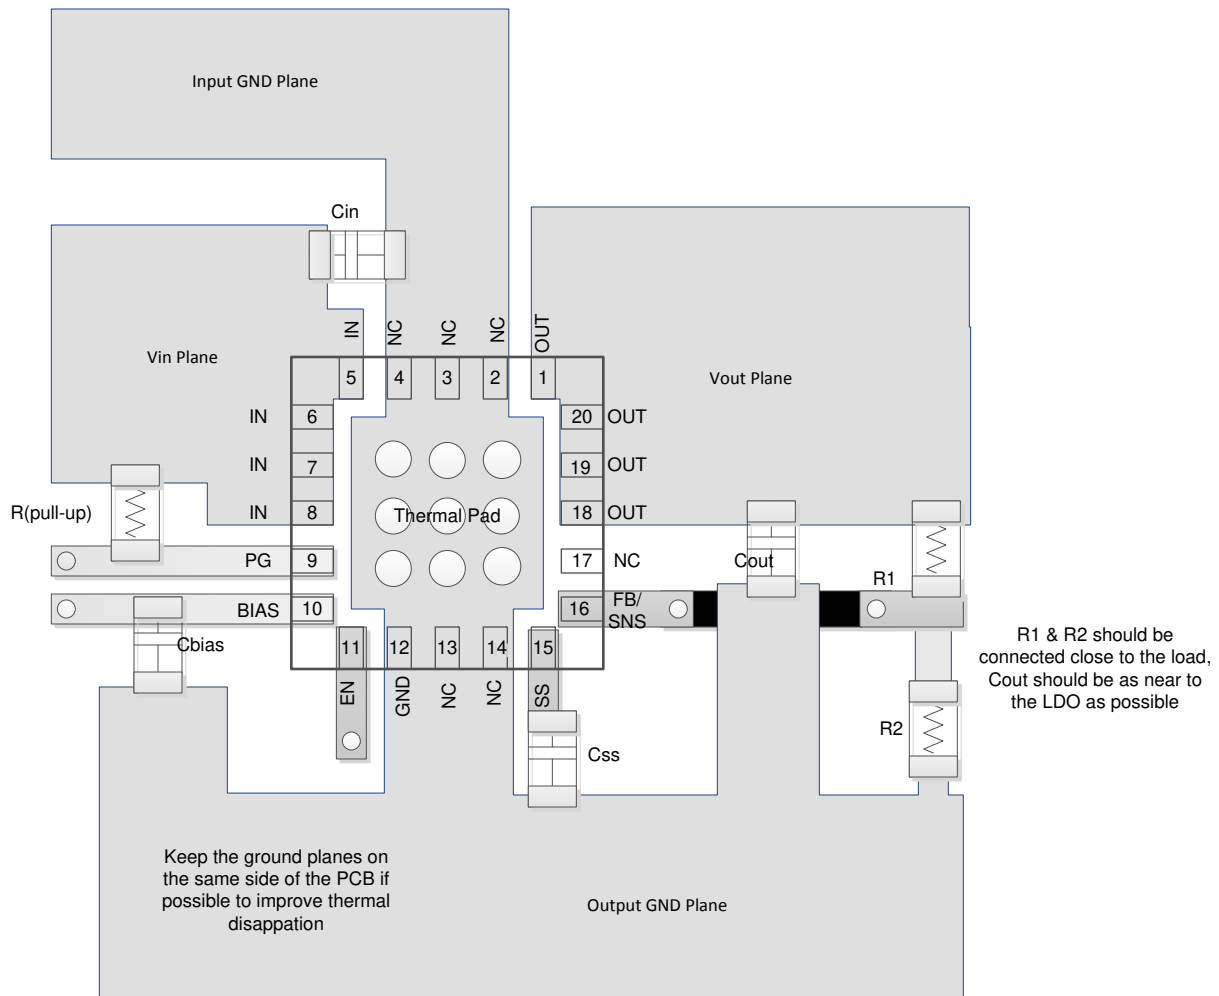 Input GND Plane
Cin
Vin Plane
Vout Plane
IN
NC
NC
NC
OUT
5
4
3
2
1
IN
6
20
OUT
IN
7
19
OUT
R(pull-up)
IN
8
Thermal Pad
18
OUT
PG
9
17
NC
Cout
BIAS
10
16
FB/
SNS
R1
Cbias
11
12
13
14
15
EN
GND
NC
NC
SS
R1 & R2 should be
connected close to the load,
Cout should be as near to
the LDO as possible
R2
Css
Keep the ground planes on
the same side of the PCB if
possible to improve thermal
disappation
Output GND Plane